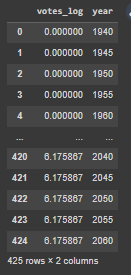 votes_log year
0 0.000000 1940
1 0.000000 1945
2 0.000000 1950
3 0.000000 1955
4 0.000000 1960
... ... ...
420 6.175867 2040
421 6.175867 2045
422 6.175867 2050
423 6.175867 2055
424 6.175867 2060
425 rows × 2 columns